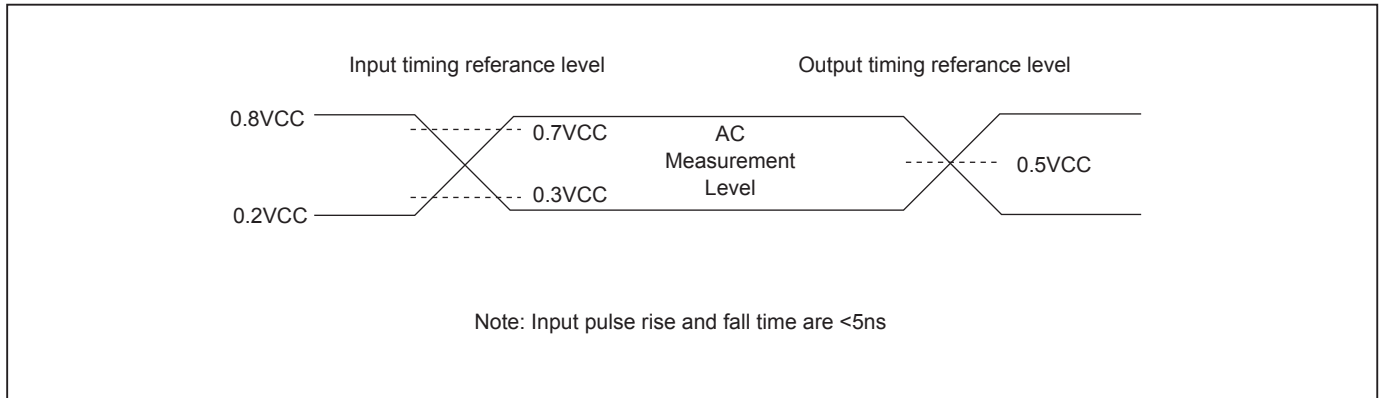 Input timing referance level
Output timing referance level
0.8VCC
0.7VCC
AC
Measurement
Level
0.5VCC
0.3VCC
0.2VCC
Note: Input pulse rise and fall time are <5ns